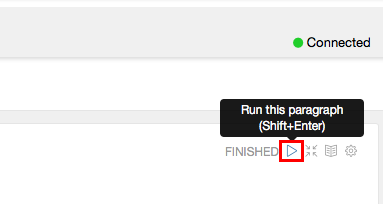 Connected
Run this paragraph
(Shift+Enter)
FINISHED